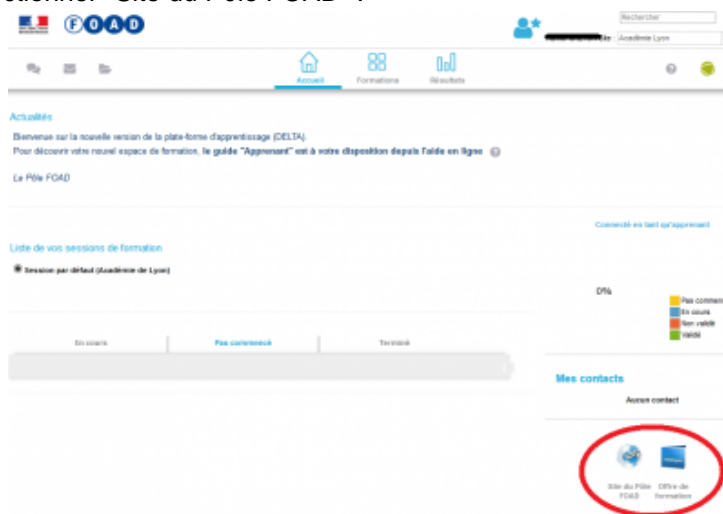 Site du Pôle FOAD
FOAD
Rechercher
Académie Lyon
Accueil
Formations
Résultats
Actualités
Bienvenue sur la nouvelle version de la plate-forme d'apprentissage (DELTA).
Pour découvrir votre nouvel espace de formation, le guide "Apprenant" est à votre disposition depuis l'aide en ligne
Le Pôle FOAD
Connecté en tant qu'apprenant
Liste de vos sessions de formation
Session par défaut (Académie de Lyon)
0%
Pas commen
En cours
Non validé
Validé
En cours
Pas commencé
Terminé
Mes contacts
Aucun contact
Site du Pôle FOAD
Offre de formation